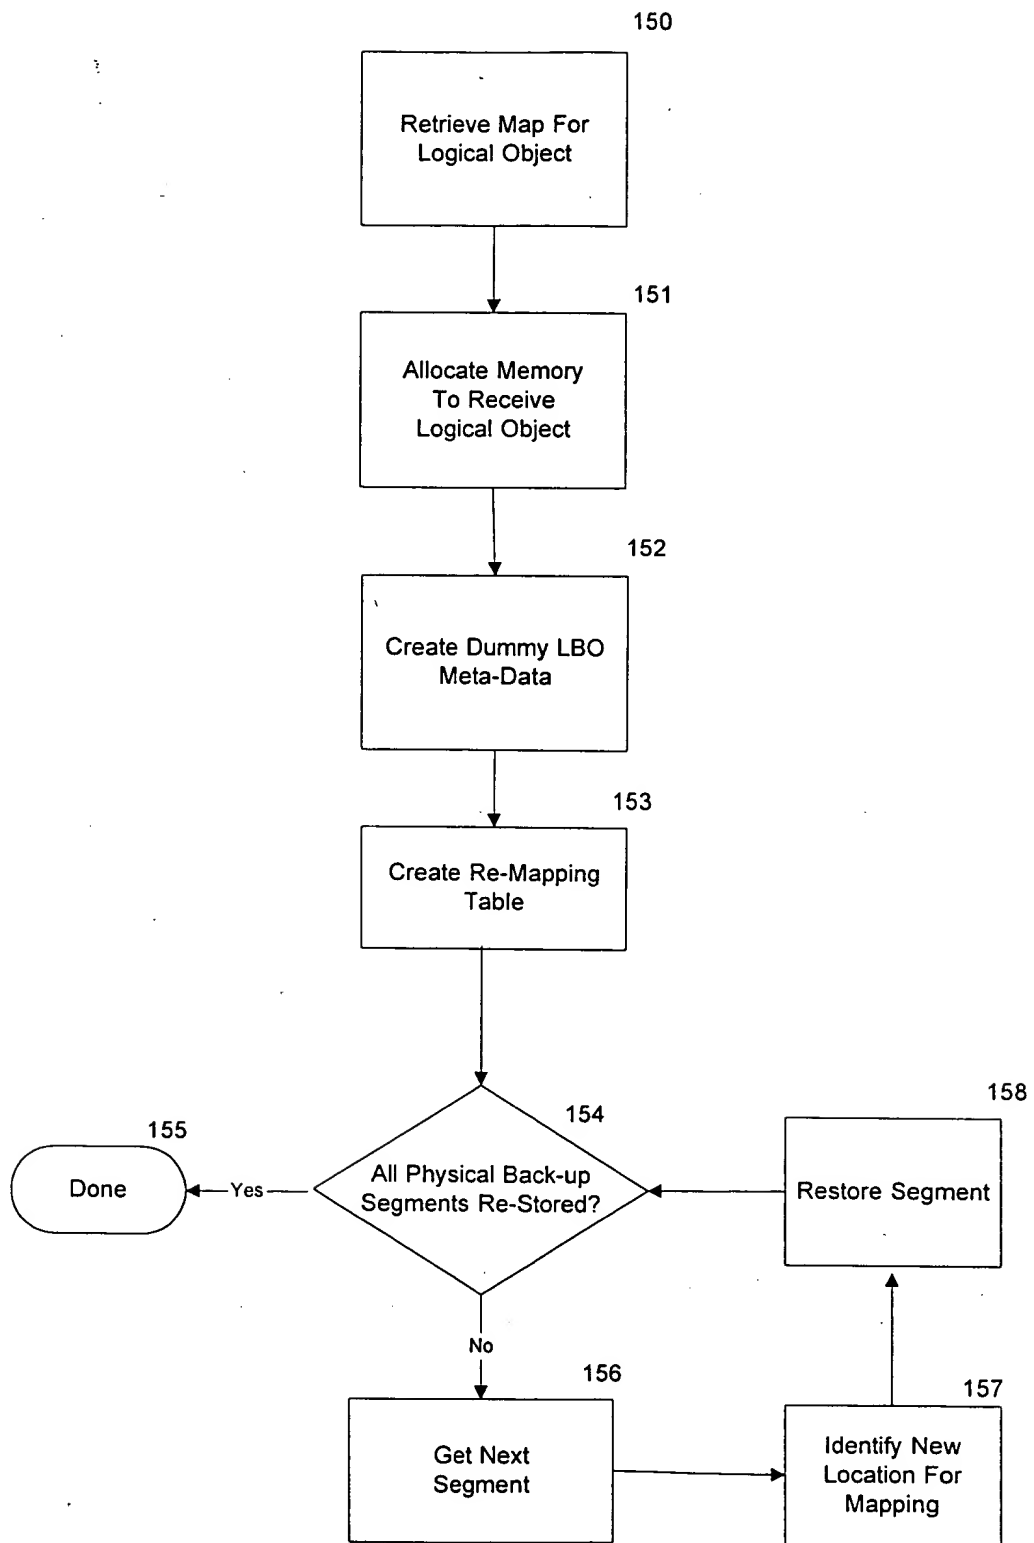 150
Retrieve Map For
Logical Object
151
Allocate Memory
To Receive
Logical Object
152
Create Dummy LBO
Meta-Data
153
Create Re-Mapping
Table
154
All Physical Back-up
Segments Re-Stored?
Yes
155
Done
No
156
Get Next
Segment
157
Identify New
Location For
Mapping
158
Restore Segment